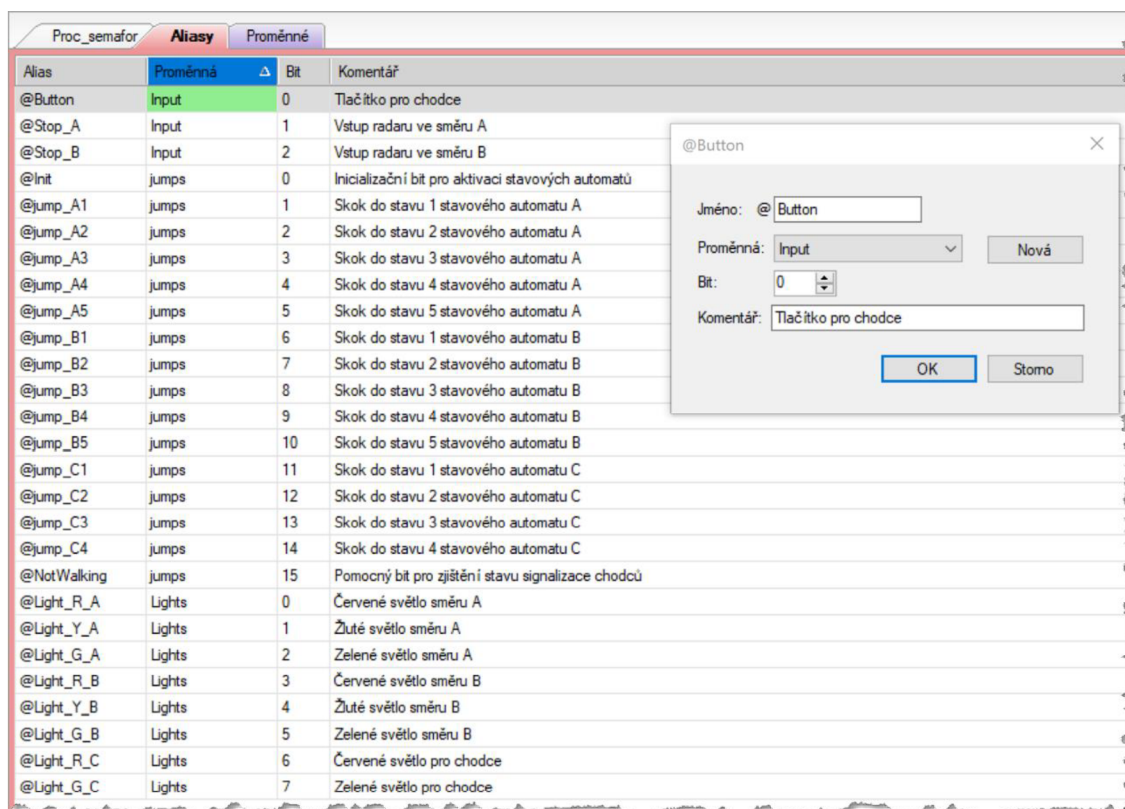 Proc_semafor Aliasy Proměnné
Alias Proměnná Bit Komentář
@Button Input 0 Tlačítko pro chodce
@Stop_A Input 1 Vstup radaru ve směru A
@Stop_B Input 2 Vstup radaru ve směru B
@Init jumps 0 Inicializační bit pro aktivaci stavových automatů
@jump_A1 jumps 1 Skok do stavu 1 stavového automatu A
@jump_A2 jumps 2 Skok do stavu 2 stavového automatu A
@jump_A3 jumps 3 Skok do stavu 3 stavového automatu A
@jump_A4 jumps 4 Skok do stavu 4 stavového automatu A
@jump_A5 jumps 5 Skok do stavu 5 stavového automatu A
@jump_B1 jumps 6 Skok do stavu 1 stavového automatu B
@jump_B2 jumps 7 Skok do stavu 2 stavového automatu B
@jump_B3 jumps 8 Skok do stavu 3 stavového automatu B
@jump_B4 jumps 9 Skok do stavu 4 stavového automatu B
@jump_B5 jumps 10 Skok do stavu 5 stavového automatu B
@jump_C1 jumps 11 Skok do stavu 1 stavového automatu C
@jump_C2 jumps 12 Skok do stavu 2 stavového automatu C
@jump_C3 jumps 13 Skok do stavu 3 stavového automatu C
@jump_C4 jumps 14 Skok do stavu 4 stavového automatu C
@NotWalking jumps 15 Pomocný bit pro zjištění stavu signalizace chodců
@Light_R_A Lights 0 Červené světlo směru A
@Light_Y_A Lights 1 Žluté světlo směru A
@Light_G_A Lights 2 Zelené světlo směru A
@Light_R_B Lights 3 Červené světlo směru B
@Light_Y_B Lights 4 Žluté světlo směru B
@Light_G_B Lights 5 Zelené světlo směru B
@Light_R_C Lights 6 Červené světlo pro chodce
@Light_G_C Lights 7 Zelené světlo pro chodce
@Button
Jméno: @ Button
Proměnná: Input Nová
Bit: 0
Komentář: Tlačítko pro chodce
OK Storno